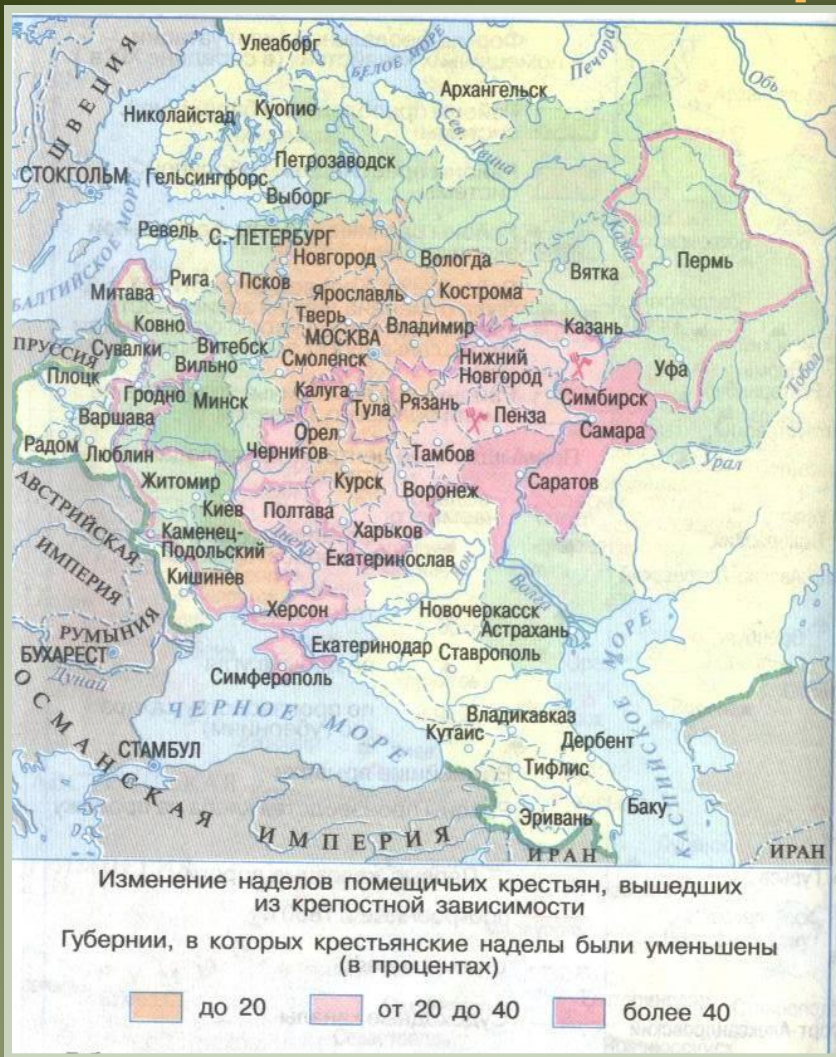 Улеаборг
БЕЛОЕ МОРЕ
Печора
Обь
Архангельск
ШВЕЦИЯ
Николайстад
Куопио
Сев. Двина
Петрозаводск
СТОКГОЛЬМ
Гельсингфорс
Выборг
Кама
Ревель
С.-ПЕТЕРБУРГ
Новгород
Вологда
Вятка
Пермь
БАЛТИЙСКОЕ МОРЕ
Рига
Псков
Ярославль
Кострома
Митава
Тверь
Ковно
МОСКВА
Владимир
Казань
Тобол
ПРУССИЯ
Сувалки
Витебск
Смоленск
Нижний
Новгород
Уфа
Плоцк
Вильно
Гродно
Минск
Калуга
Тула
Рязань
Симбирск
Варшава
Пенза
Самара
Радом
Люблин
Орел
Чернигов
Тамбов
Урал
Житомир
Курск
Воронеж
Саратов
АВСТРИЙСКАЯ
ИМПЕРИЯ
Киев
Полтава
Каменец-
Подольский
Днепр
Харьков
Екатеринослав
Дон
Волга
Кишинев
РУМЫНИЯ
Херсон
Новочеркасск
Астрахань
БУХАРЕСТ
Дунай
Екатеринодар
Ставрополь
Симферополь
ЧЕРНОЕ МОРЕ
КАСПИЙСКОЕ МОРЕ
Владикавказ
Кутаис
Дербент
СТАМБУЛ
Тифлис
Баку
ОСМАНСКАЯ ИМПЕРИЯ
Эривань
ИРАН
ИРАН
Изменение наделов помещичьих крестьян, вышедших
из крепостной зависимости
Губернии, в которых крестьянские наделы были уменьшены
(в процентах)
до 20
от 20 до 40
более 40